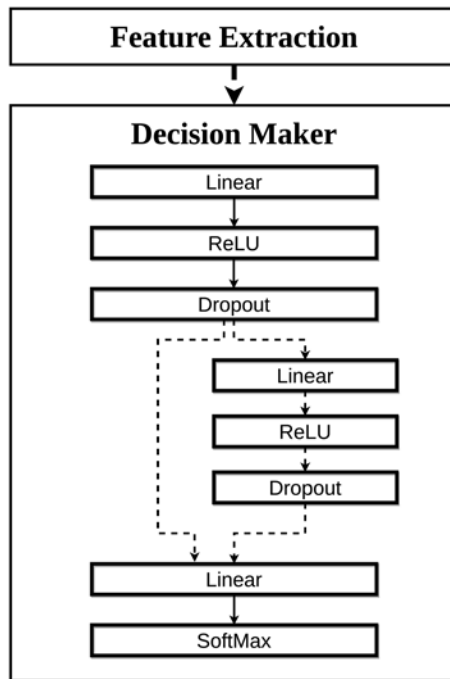 Feature Extraction
Decision Maker
Linear
ReLU
Dropout
Linear
ReLU
Dropout
Linear
SoftMax